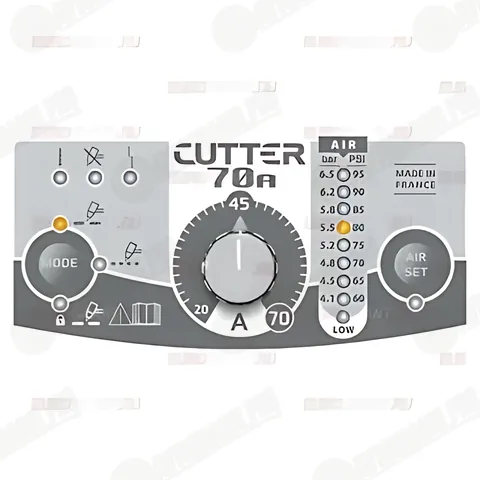 CUTTER
70A
AIR
bar PSI
6.5 95
6.2 90
5.8 85
5.5 80
5.2 75
4.8 70
4.5 65
4.1 60
LOW
MADE IN
FRANCE
45
20
70
A
MODE
AIR
SET